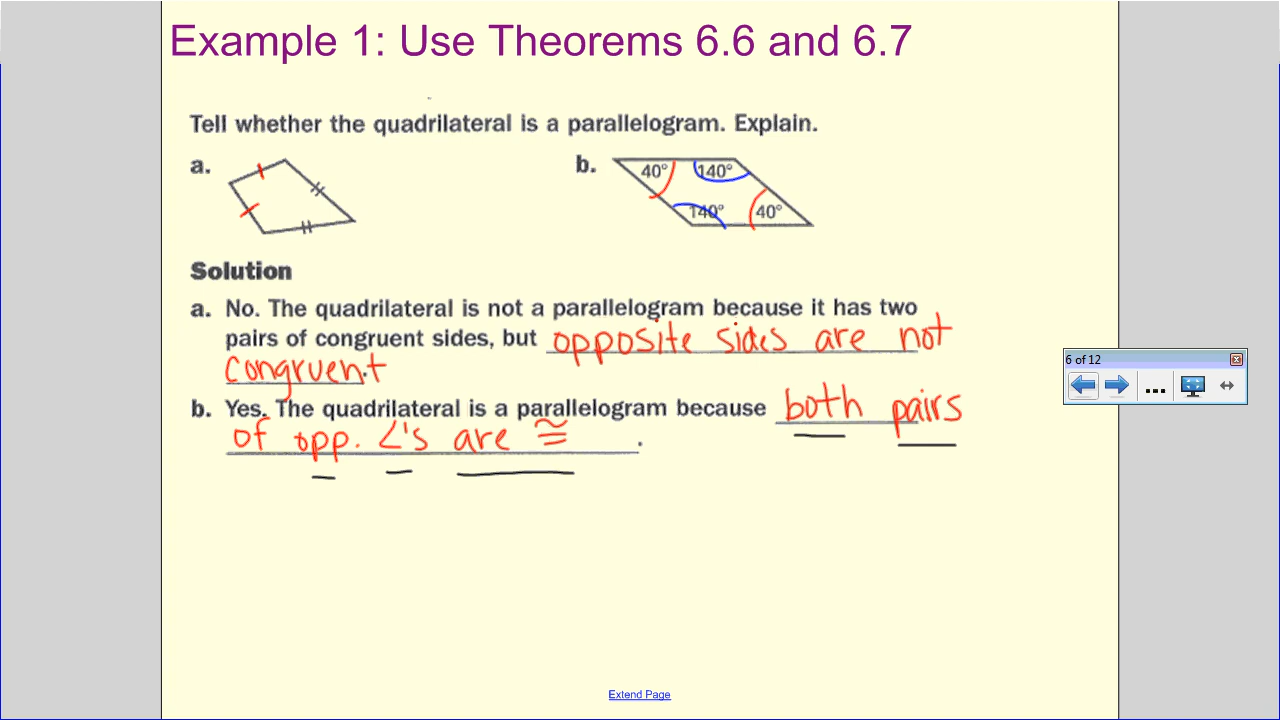 Example 1: Use Theorems 6.6 and 6.7
Tell whether the quadrilateral is a parallelogram. Explain.
a.
b.
40° 140°
140° 40°
Solution
a. No. The quadrilateral is not a parallelogram because it has two
pairs of congruent sides, but opposite sides are not
congruent.
b. Yes. The quadrilateral is a parallelogram because both pairs
of opp. ∠'s are ≅ .
6 of 12
...
Extend Page